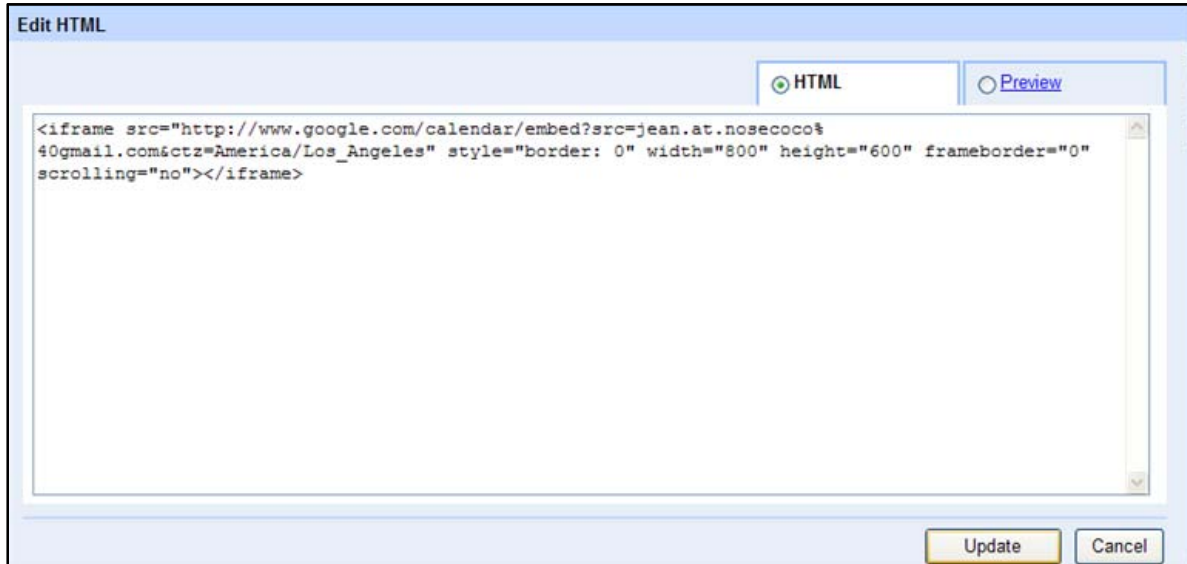 Edit HTML
HTML
Preview
<iframe src="http://www.google.com/calendar/embed?src=jean.at.nosecoco%
40gmail.com&ctz=America/Los_Angeles" style="border: 0" width="800" height="600" frameborder="0"
scrolling="no"></iframe>
Update
Cancel